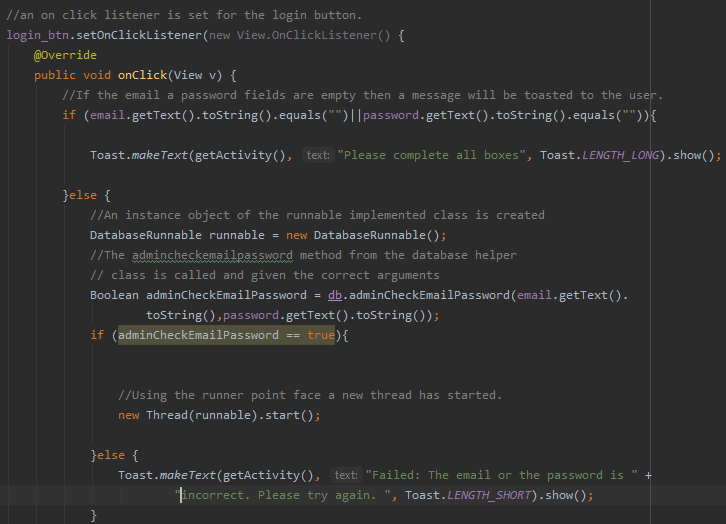 //an on click listener is set for the login button.
login_btn.setOnClickListener(new View.OnClickListener() {
@Override
public void onClick(View v) {
//If the email a password fields are empty then a message will be toasted to the user.
if (email.getText().toString().equals("")||password.getText().toString().equals("")){
Toast.makeText(getActivity(), text: "Please complete all boxes", Toast.LENGTH_LONG).show();
}else {
//An instance object of the runnable implemented class is created
DatabaseRunnable runnable = new DatabaseRunnable();
//The admincheckemailpassword method from the database helper
// class is called and given the correct arguments
Boolean adminCheckEmailPassword = db.adminCheckEmailPassword(email.getText().
toString(),password.getText().toString());
if (adminCheckEmailPassword == true){
//Using the runner point face a new thread has started.
new Thread(runnable).start();
}else {
Toast.makeText(getActivity(), text: "Failed: The email or the password is " +
"incorrect. Please try again. ", Toast.LENGTH_SHORT).show();
}